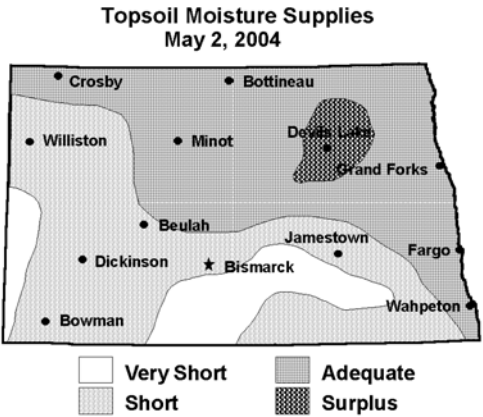 Topsoil Moisture Supplies
May 2, 2004
Crosby
Bottineau
Williston
Minot
Devils Lake
Grand Forks
Beulah
Jamestown
Dickinson
Bismarck
Fargo
Wahpeton
Bowman
Very Short
Adequate
Short
Surplus